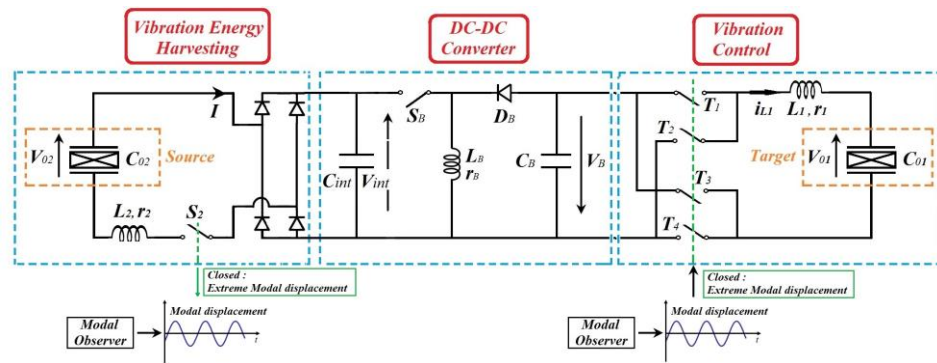 Vibration Energy
Harvesting
DC-DC
Converter
Vibration
Control
I
V02
C02
Source
L2, r2
S2
Cint
Vint
SB
LB
rB
DB
CB
VB
T1
T2
T3
T4
iL1
L1, r1
Target
V01
C01
Closed :
Extreme Modal displacement
Closed :
Extreme Modal displacement
Modal
Observer
Modal displacement
t
Modal
Observer
Modal displacement
t